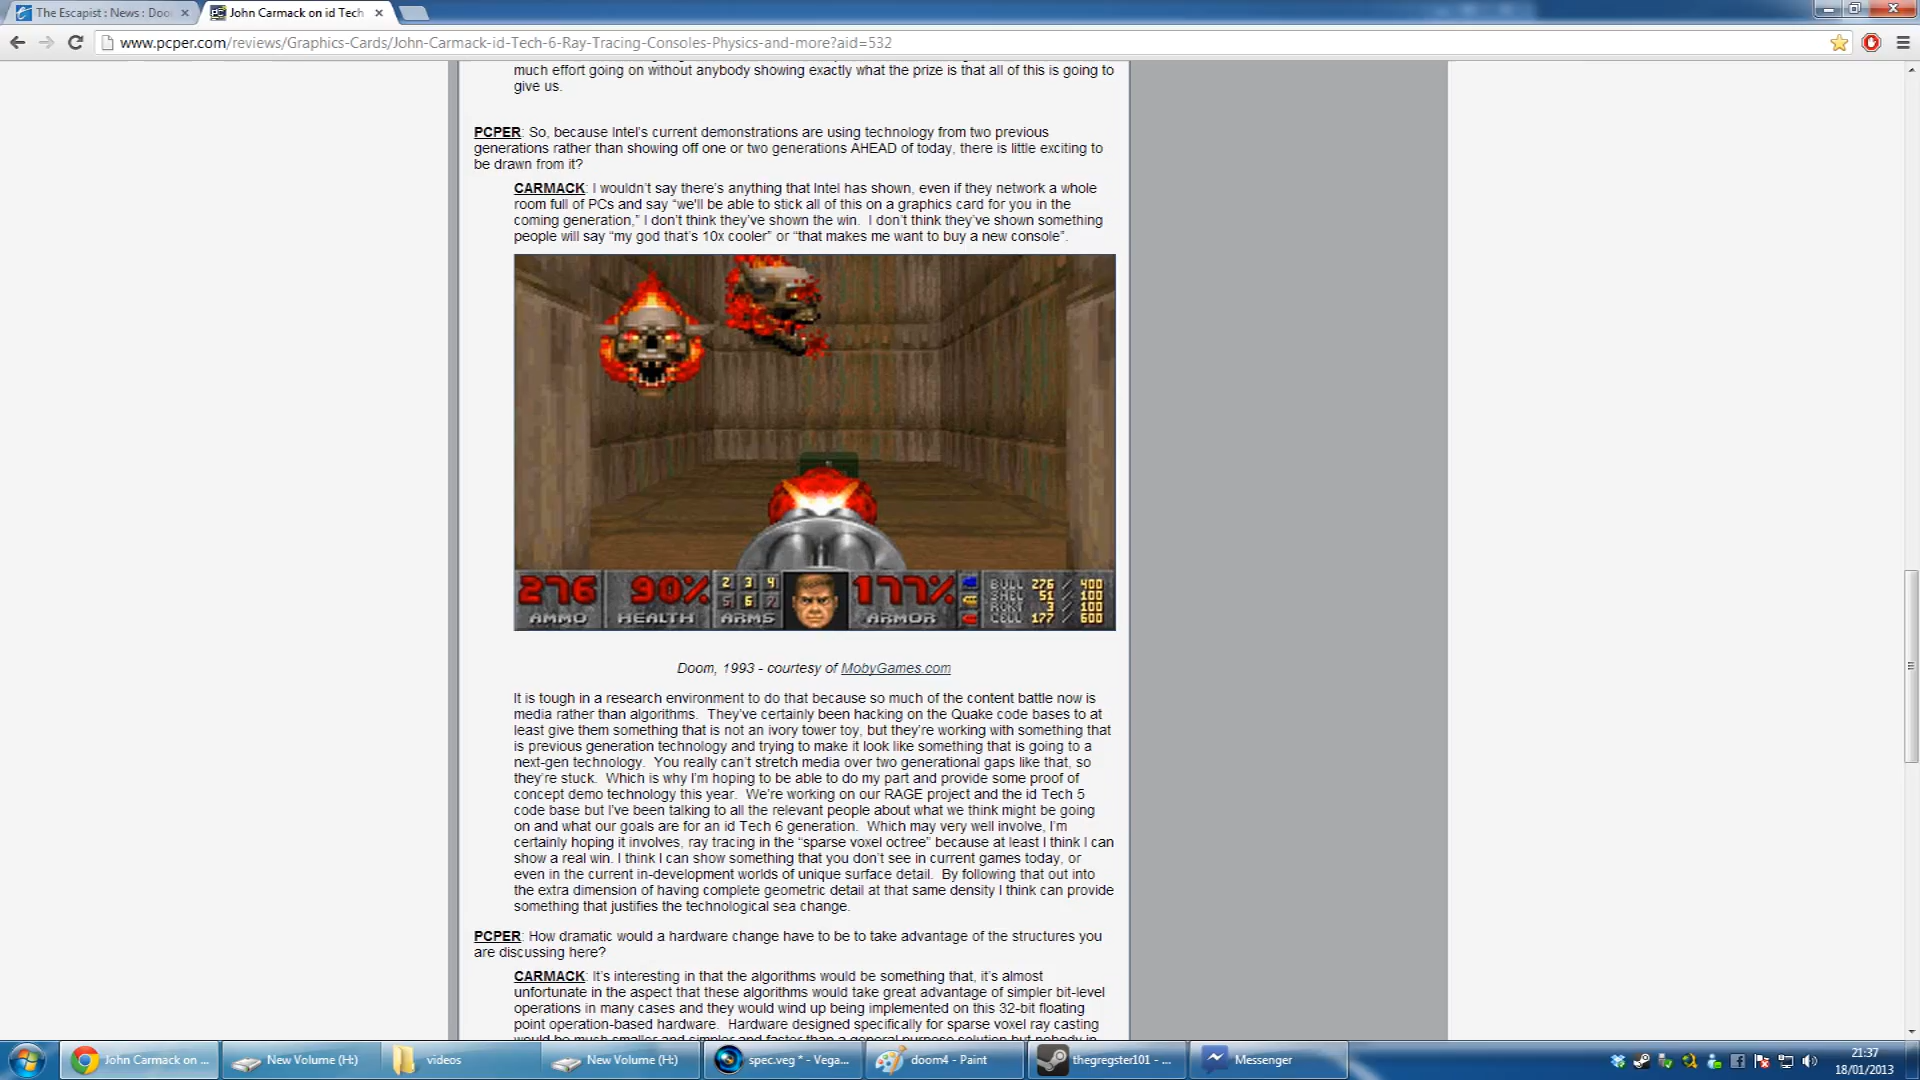 The Escapist : News : Doo
John Carmack on id Tech
www.pcper.com/reviews/Graphics-Cards/John-Carmack-id-Tech-6-Ray-Tracing-Consoles-Physics-and-more?aid=532
much effort going on without anybody showing exactly what the prize is that all of this is going to
give us.
PCPER: So, because Intel's current demonstrations are using technology from two previous
generations rather than showing off one or two generations AHEAD of today, there is little exciting to
be drawn from it?
CARMACK: I wouldn't say there's anything that Intel has shown, even if they network a whole
room full of PCs and say “we'll be able to stick all of this on a graphics card for you in the
coming generation,” I don't think they've shown the win.  I don't think they've shown something
people will say “my god that's 10x cooler” or “that makes me want to buy a new console”.
276 90% 2 3 4 177% BULL 276 / 400
5 6 7 SHEL 51 / 100
RCKT 3 / 100
AMMO HEALTH ARMS ARMOR CELL 177 / 600
Doom, 1993 - courtesy of MobyGames.com
It is tough in a research environment to do that because so much of the content battle now is
media rather than algorithms.  They've certainly been hacking on the Quake code bases to at
least give them something that is not an ivory tower toy, but they're working with something that
is previous generation technology and trying to make it look like something that is going to a
next-gen technology.  You really can't stretch media over two generational gaps like that, so
they're stuck.  Which is why I'm hoping to be able to do my part and provide some proof of
concept demo technology this year.  We're working on our RAGE project and the id Tech 5
code base but I've been talking to all the relevant people about what we think might be going
on and what our goals are for an id Tech 6 generation.  Which may very well involve, I'm
certainly hoping it involves, ray tracing in the “sparse voxel octree” because at least I think I can
show a real win. I think I can show something that you don't see in current games today, or
even in the current in-development worlds of unique surface detail.  By following that out into
the extra dimension of having complete geometric detail at that same density I think can provide
something that justifies the technological sea change.
PCPER: How dramatic would a hardware change have to be to take advantage of the structures you
are discussing here?
CARMACK: It's interesting in that the algorithms would be something that, it's almost
unfortunate in the aspect that these algorithms would take great advantage of simpler bit-level
operations in many cases and they would wind up being implemented on this 32-bit floating
point operation-based hardware.  Hardware designed specifically for sparse voxel ray casting
would be much smaller and simpler and faster than a general purpose solution but nobody in
John Carmack on ... New Volume (H:) videos New Volume (H:) spec.veg * - Vega... doom4 - Paint thegregster101 - ... Messenger
21:37
18/01/2013